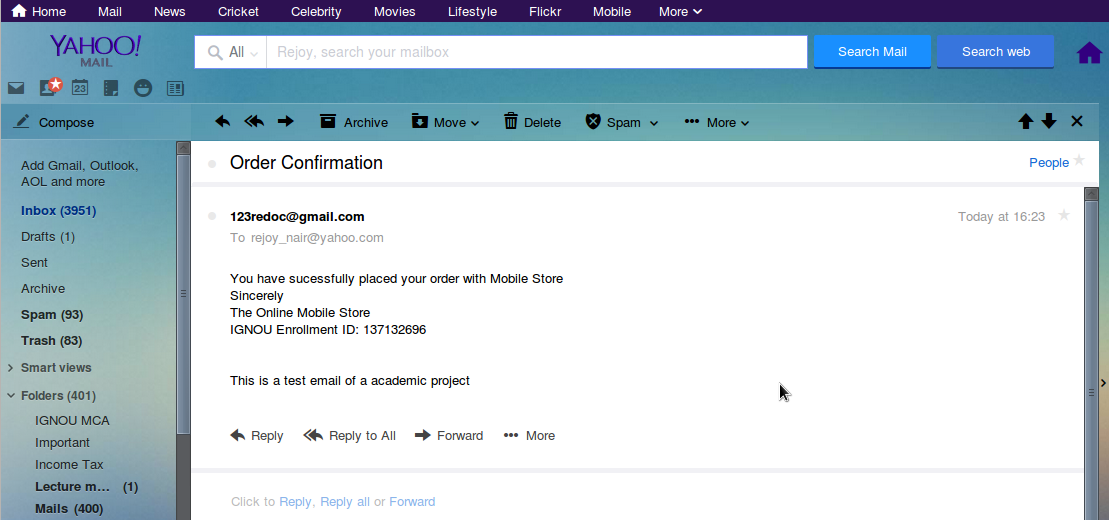 Home Mail News Cricket Celebrity Movies Lifestyle Flickr Mobile More
YAHOO!
MAIL
All Rejoy, search your mailbox Search Mail Search web
23
Compose Archive Move Delete Spam More
Add Gmail, Outlook,
AOL and more
Inbox (3951)
Drafts (1)
Sent
Archive
Spam (93)
Trash (83)
Smart views
Folders (401)
IGNOU MCA
Important
Income Tax
Lecture m... (1)
Mails (400)
Order Confirmation People
123redoc@gmail.com Today at 16:23
To rejoy_nair@yahoo.com
You have sucessfully placed your order with Mobile Store
Sincerely
The Online Mobile Store
IGNOU Enrollment ID: 137132696
This is a test email of a academic project
Reply Reply to All Forward More
Click to Reply, Reply all or Forward